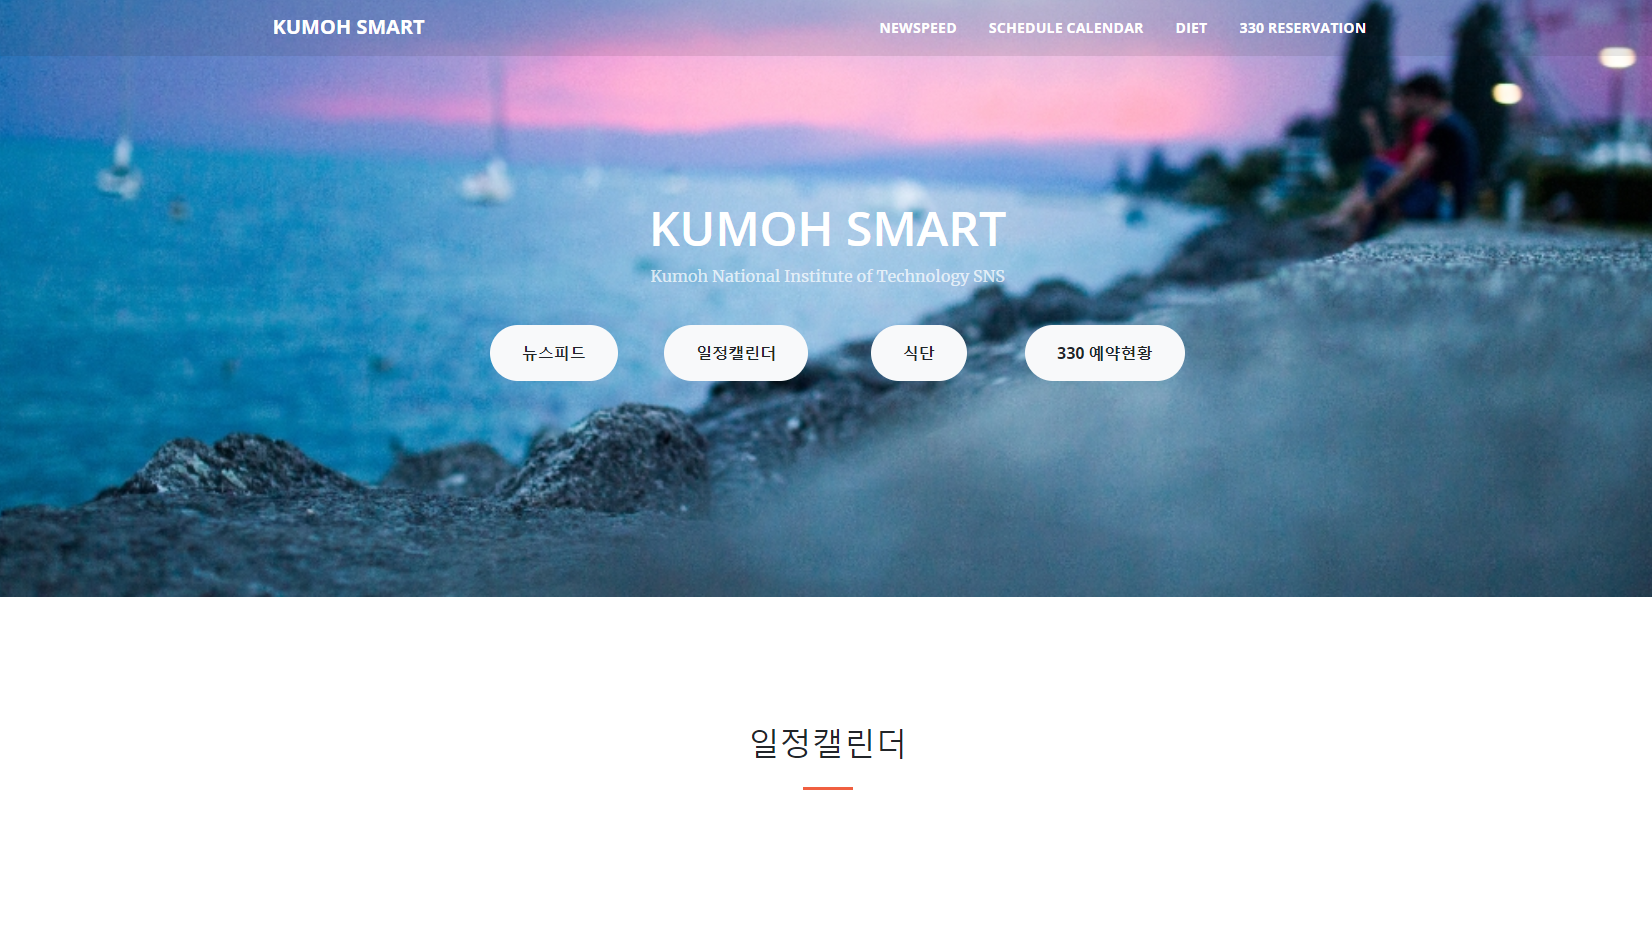 KUMOH SMART
NEWSPEED SCHEDULE CALENDAR DIET 330 RESERVATION
KUMOH SMART
Kumoh National Institute of Technology SNS
뉴스피드 일정캘린더 식단 330 예약현황
일정캘린더